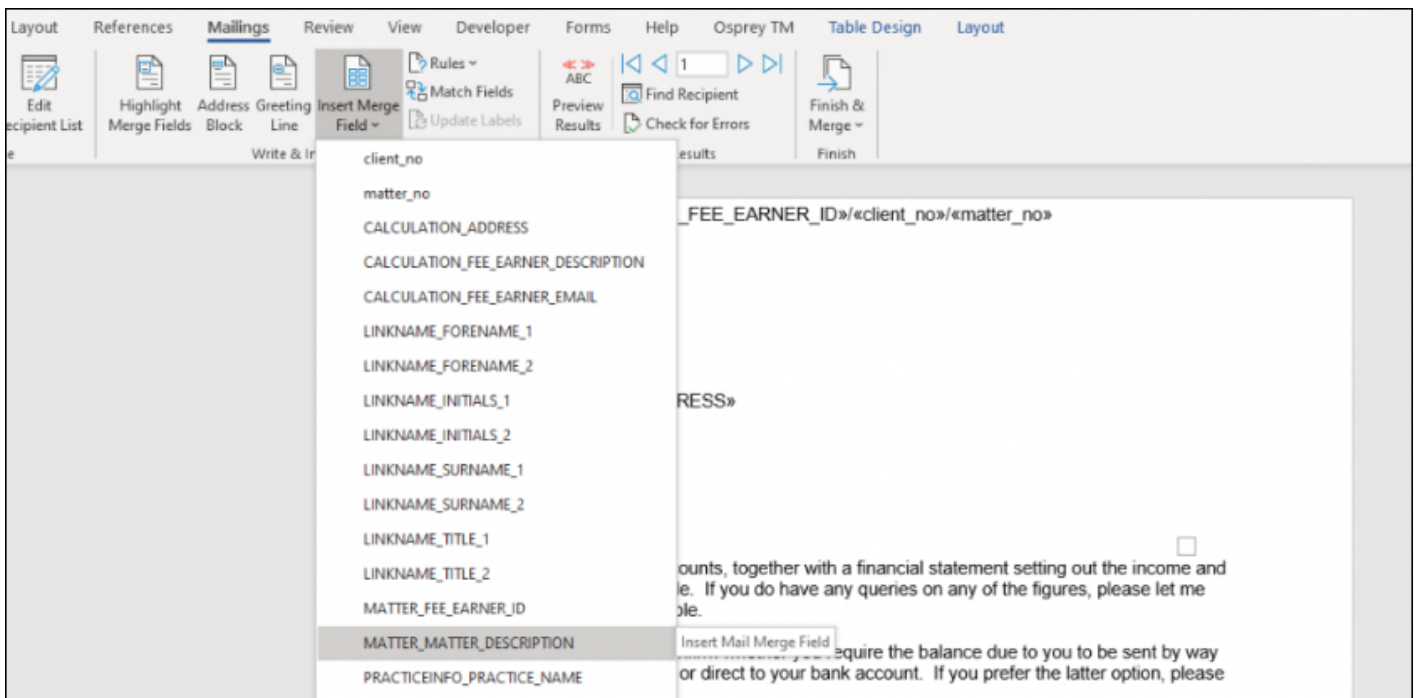 Layout References Mailings Review View Developer Forms Help Osprey TM Table Design Layout
Edit
ecipient List
Highlight
Merge Fields
Address
Block
Greeting
Line
Insert Merge
Field
Rules
Match Fields
Update Labels
ABC
Preview
Results
1
Find Recipient
Check for Errors
Finish &
Merge
e
Write & Ir
esults
Finish
client_no
matter_no
CALCULATION_ADDRESS
CALCULATION_FEE_EARNER_DESCRIPTION
CALCULATION_FEE_EARNER_EMAIL
LINKNAME_FORENAME_1
LINKNAME_FORENAME_2
LINKNAME_INITIALS_1
LINKNAME_INITIALS_2
LINKNAME_SURNAME_1
LINKNAME_SURNAME_2
LINKNAME_TITLE_1
LINKNAME_TITLE_2
MATTER_FEE_EARNER_ID
MATTER_MATTER_DESCRIPTION
PRACTICEINFO_PRACTICE_NAME
Insert Mail Merge Field
_FEE_EARNER_ID»/«client_no»/«matter_no»
RESS»
ounts, together with a financial statement setting out the income and
le. If you do have any queries on any of the figures, please let me
ble.
you require the balance due to you to be sent by way
or direct to your bank account. If you prefer the latter option, please